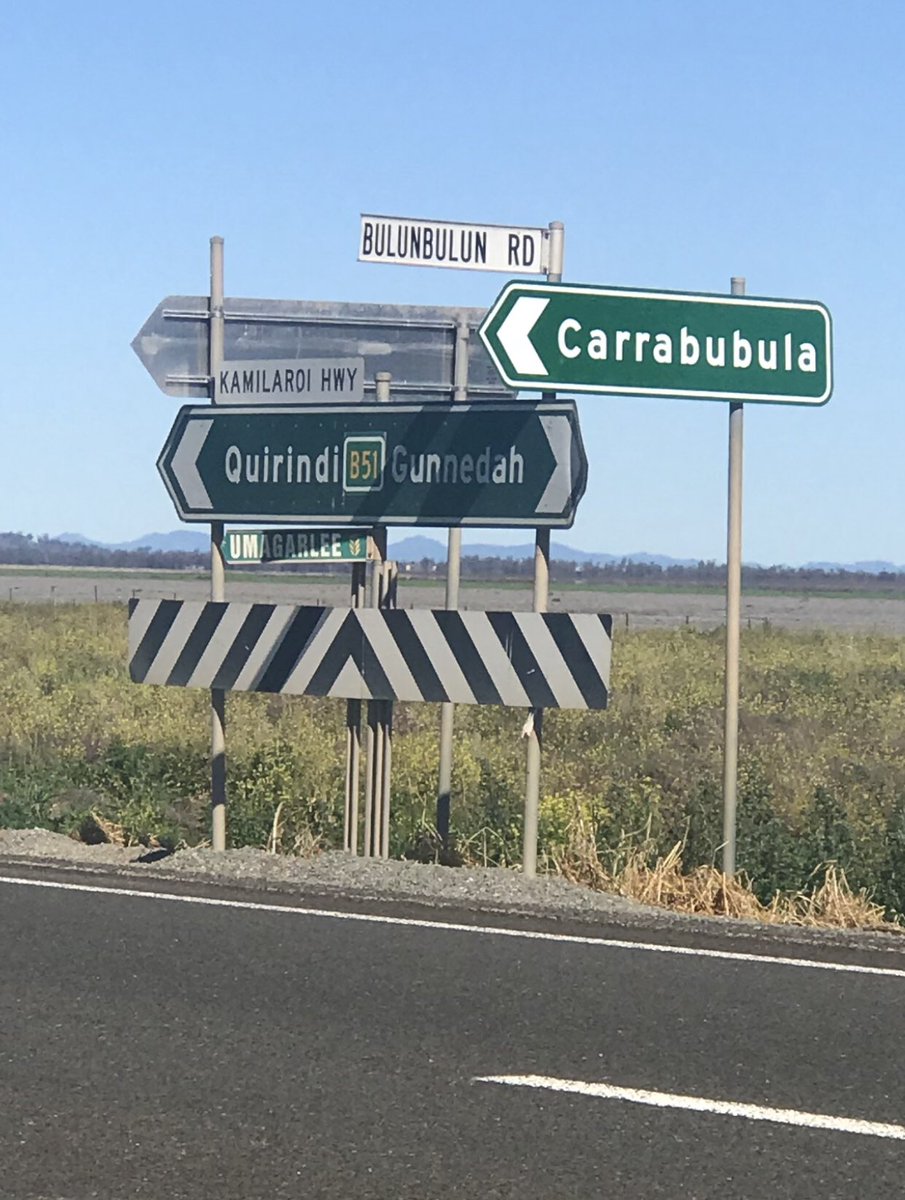 BULUNBULUN RD
Carrabubula
KAMILAROI HWY
Quirindi B51 Gunnedah
UMAGARLEE